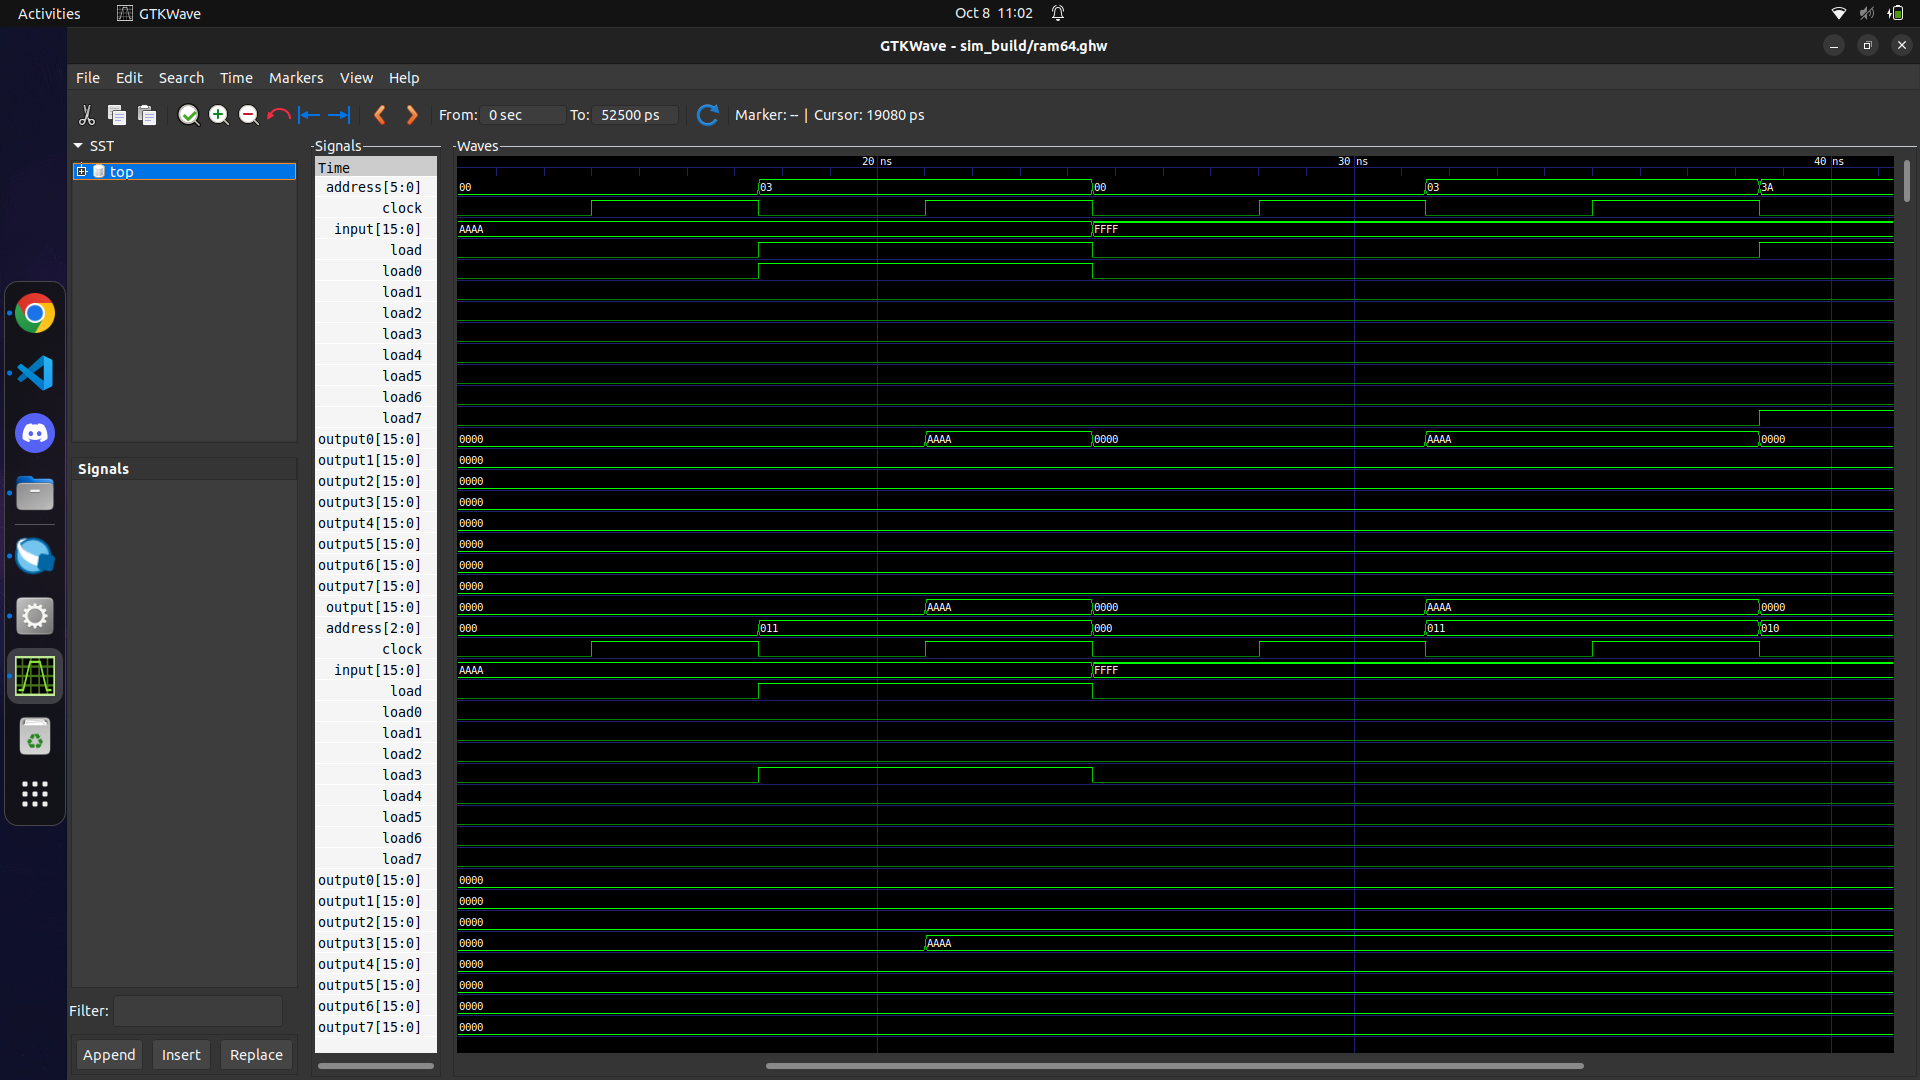 Activities GTKWave Oct 8 11:02
GTKWave - sim_build/ram64.ghw
File Edit Search Time Markers View Help
From: 0 sec To: 52500 ps Marker: -- | Cursor: 19080 ps
SST
top
Signals
Filter:
Append Insert Replace
Signals
Waves
Time 20 ns 30 ns 40 ns
address[5:0] 00 03 00 03 3A
clock
input[15:0] AAAA FFFF
load
load0
load1
load2
load3
load4
load5
load6
load7
output0[15:0] 0000 AAAA 0000 AAAA 0000
output1[15:0] 0000
output2[15:0] 0000
output3[15:0] 0000
output4[15:0] 0000
output5[15:0] 0000
output6[15:0] 0000
output7[15:0] 0000
output[15:0] 0000 AAAA 0000 AAAA 0000
address[2:0] 000 011 000 011 010
clock
input[15:0] AAAA FFFF
load
load0
load1
load2
load3
load4
load5
load6
load7
output0[15:0] 0000
output1[15:0] 0000
output2[15:0] 0000
output3[15:0] 0000 AAAA
output4[15:0] 0000
output5[15:0] 0000
output6[15:0] 0000
output7[15:0] 0000